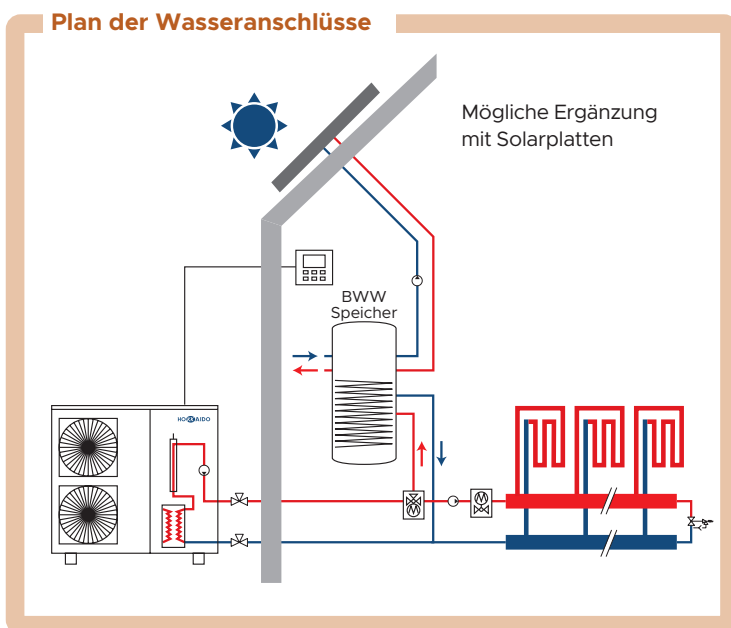 Plan der Wasseranschlüsse
Mögliche Ergänzung
mit Solarplatten
BWW
Speicher
HOKKAIDO
M
M